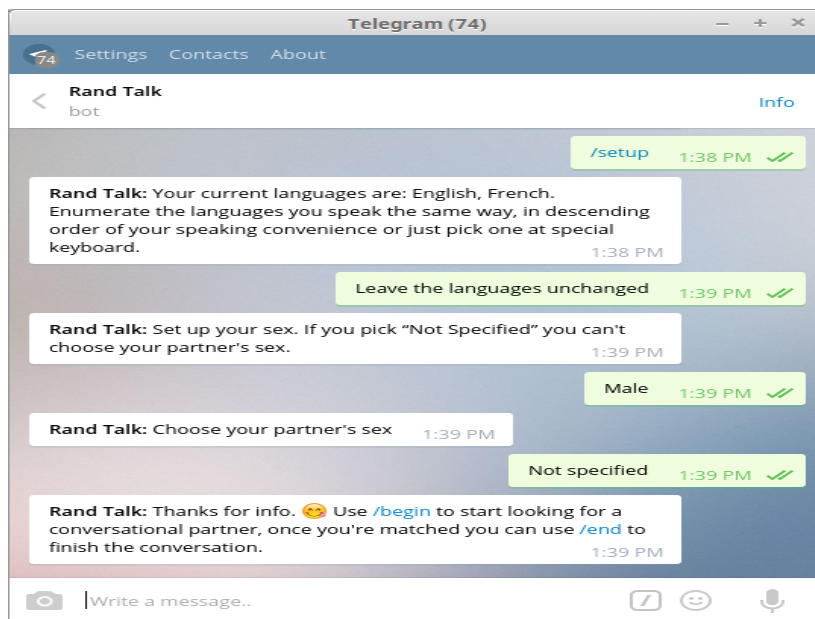 Telegram (74)
74 Settings Contacts About
Rand Talk
bot
Info
/setup 1:38 PM
Rand Talk: Your current languages are: English, French.
Enumerate the languages you speak the same way, in descending
order of your speaking convenience or just pick one at special
keyboard.
1:38 PM
Leave the languages unchanged 1:39 PM
Rand Talk: Set up your sex. If you pick “Not Specified” you can't
choose your partner's sex.
1:39 PM
Male 1:39 PM
Rand Talk: Choose your partner's sex 1:39 PM
Not specified 1:39 PM
Rand Talk: Thanks for info. 😋 Use /begin to start looking for a
conversational partner, once you're matched you can use /end to
finish the conversation.
1:39 PM
Write a message..